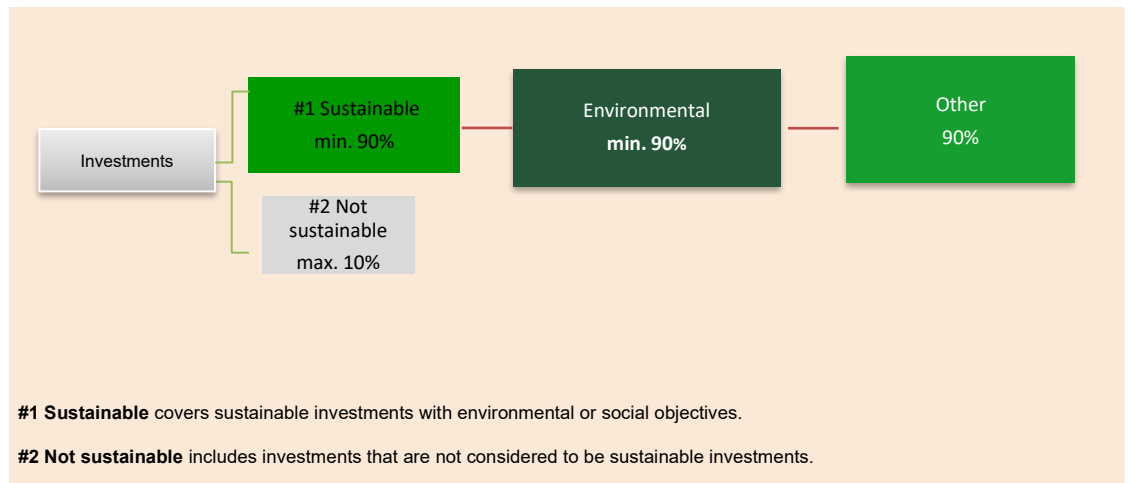 Investments
#1 Sustainable
min. 90%
#2 Not
sustainable
max. 10%
Environmental
min. 90%
Other
90%
#1 Sustainable covers sustainable investments with environmental or social objectives.
#2 Not sustainable includes investments that are not considered to be sustainable investments.